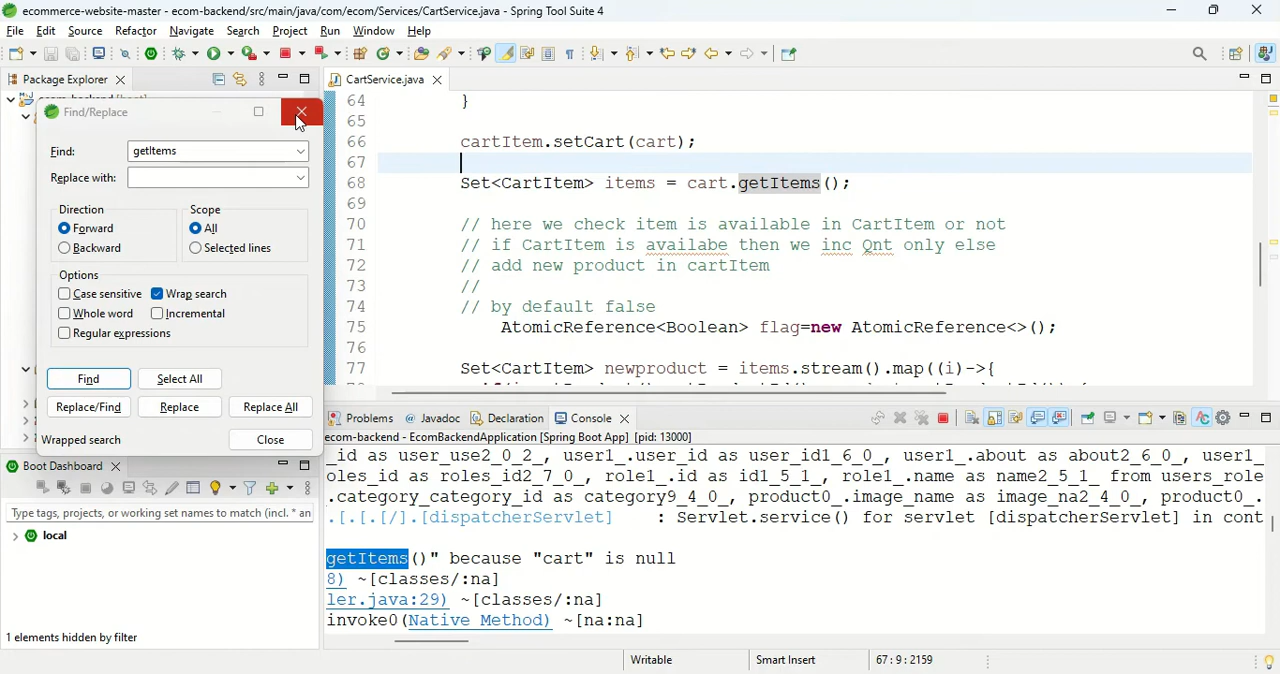 ecommerce-website-master - ecom-backend/src/main/java/com/ecom/Services/CartService.java - Spring Tool Suite 4
File Edit Source Refactor Navigate Search Project Run Window Help
Package Explorer
CartService.java
Find/Replace
Find: getItems
Replace with:
Direction
Scope
Forward
All
Backward
Selected lines
Options
Case sensitive
Wrap search
Whole word
Incremental
Regular expressions
Find
Select All
Replace/Find
Replace
Replace All
Wrapped search
Close
64 }
65
66 cartItem.setCart(cart);
67
68 Set<CartItem> items = cart.getItems();
69
70 // here we check item is available in CartItem or not
71 // if CartItem is availabe then we inc Qnt only else
72 // add new product in cartItem
73 //
74 // by default false
75 AtomicReference<Boolean> flag=new AtomicReference<>();
76
77 Set<CartItem> newproduct = items.stream().map((i)->{
Boot Dashboard
Type tags, projects, or working set names to match (incl. * an
local
1 elements hidden by filter
Problems @ Javadoc Declaration Console
ecom-backend - EcomBackendApplication [Spring Boot App] [pid: 13000]
_id as user_use2_0_2_, user1_.user_id as user_id1_6_0_, user1_.about as about2_6_0_, user1_
oles_id as roles_id2_7_0_, role1_.id as id1_5_1_, role1_.name as name2_5_1_ from users_role
.category_category_id as category9_4_0_, product0_.image_name as image_na2_4_0_, product0_.
.[.[.[/].[dispatcherServlet] : Servlet.service() for servlet [dispatcherServlet] in cont
getItems()" because "cart" is null
8) ~[classes/:na]
ler.java:29) ~[classes/:na]
invoke0(Native Method) ~[na:na]
Writable
Smart Insert
67 : 9 : 2159